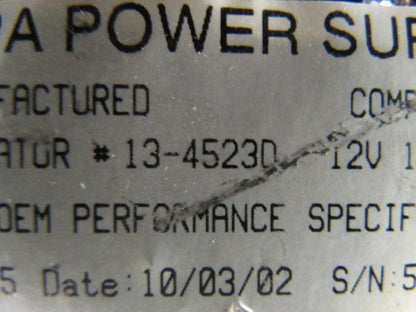 PA POWER SUP
FACTURED COMP
ATOR # 13-4523D 12V 1
OEM PERFORMANCE SPECIF
5 Date: 10/03/02 S/N:5